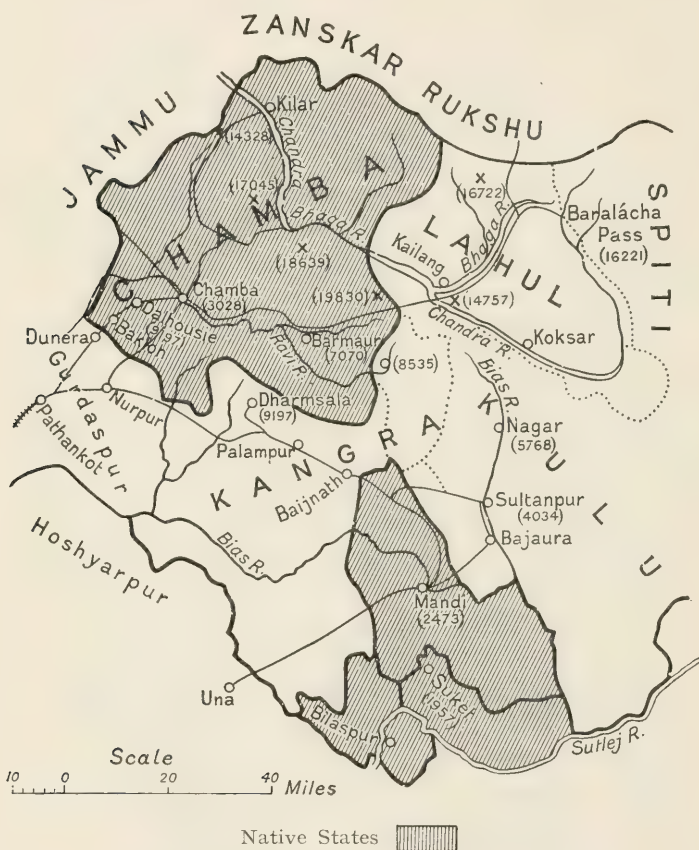 ZANSKAR RUKSHU
JAMMU
SPITI
Kilar
(14328)
Chandra
Bhaga R.
(17045)
CHAMBA
(18639)
(19830)
(16722)
LAHUL
Kailang
Bhaga R.
Baralácha
Pass
(16221)
(14757)
Chandra R.
Koksar
Chamba
(3028)
Dalhousie
(9197)
Bakloh
Dunera
Ravi R.
Barmaur
(7070)
(8535)
Bias R.
Gurdaspur
Pathankot
Nurpur
Dharmsala
(9197)
Palampur
KANGRA
Baijnath
KULU
Nagar
(5768)
Sultanpur
(4034)
Bajaura
Bias R.
Hoshyarpur
Mandi
(2473)
Una
Suket
(1957)
Bilaspur
Sutlej R.
Scale
10 0 20 40 Miles
Native States